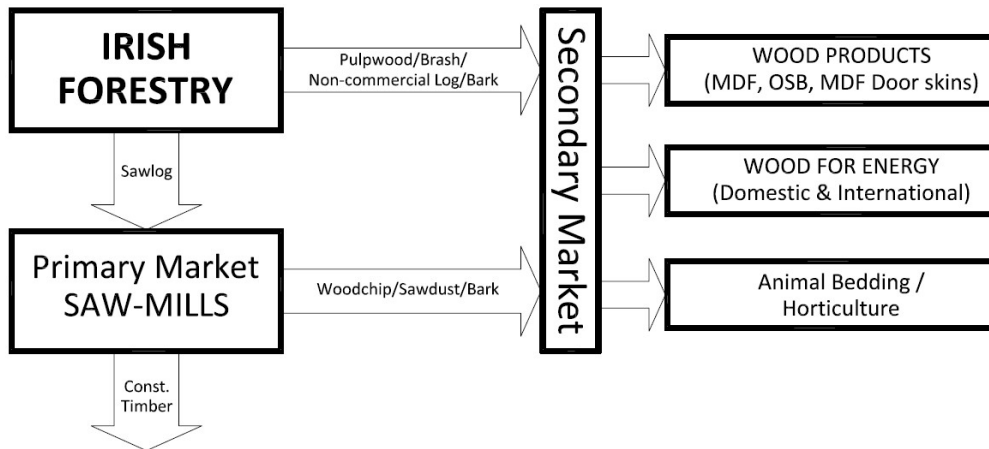 IRISH
FORESTRY
Pulpwood/Brash/
Non-commercial Log/Bark
Sawlog
Primary Market
SAW-MILLS
Woodchip/Sawdust/Bark
Const.
Timber
Secondary Market
WOOD PRODUCTS
(MDF, OSB, MDF Door skins)
WOOD FOR ENERGY
(Domestic & International)
Animal Bedding /
Horticulture